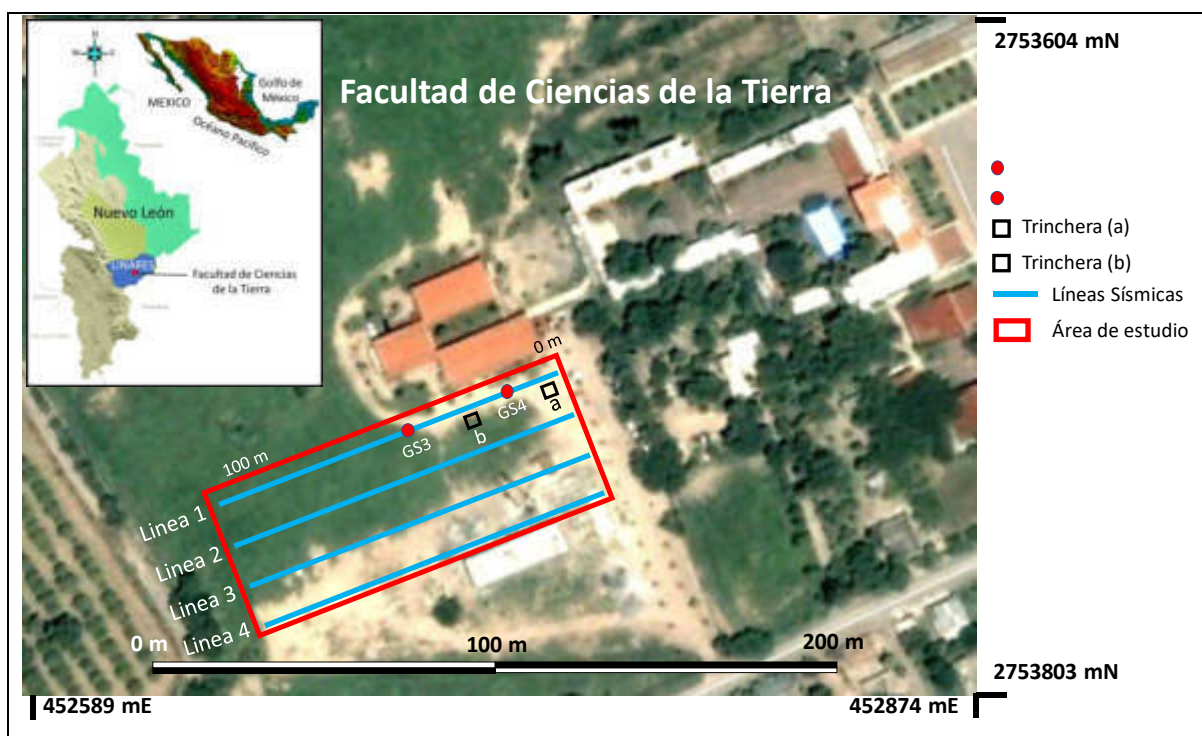 Facultad de Ciencias de la Tierra
MEXICO
Golfo de
México
Océano Pacífico
Nuevo León
LINARES
Facultad de Ciencias
de la Tierra
2753604 mN
Trinchera (a)
Trinchera (b)
Líneas Sísmicas
Área de estudio
0 m
100 m
GS4
GS3
a
b
Linea 1
Linea 2
Linea 3
Linea 4
0 m
100 m
200 m
2753803 mN
452589 mE
452874 mE